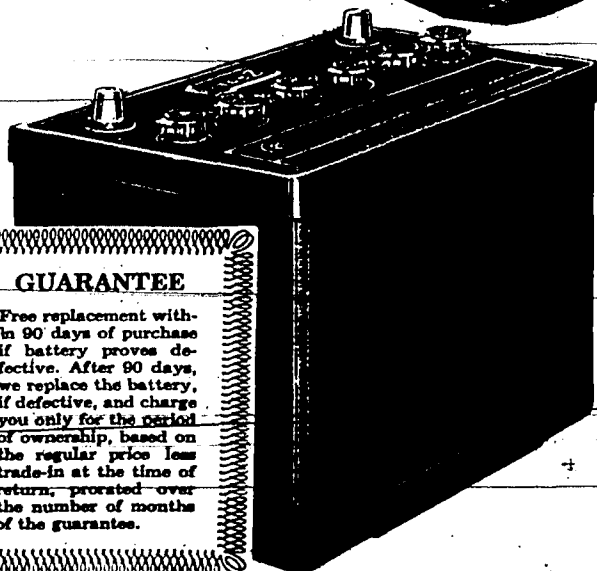 GUARANTEE
Free replacement with-
in 90 days of purchase
if battery proves de-
fective. After 90 days,
we replace the battery,
if defective, and charge
you only for the period
of ownership, based on
the regular price less
trade-in at the time of
return, prorated over
the number of months
of the guarantee.